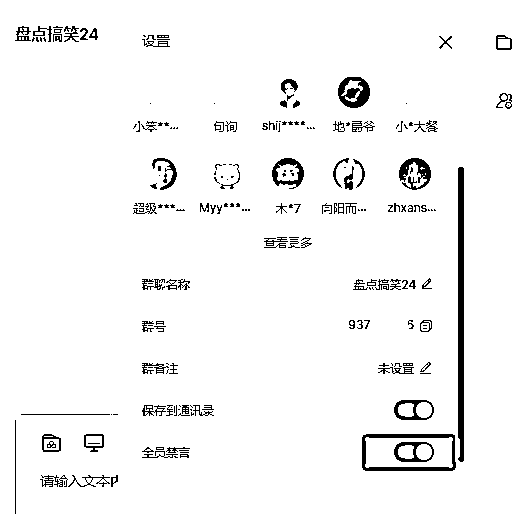 盘点搞笑24
设置
小笨**... 旬询 shij****... 地*爵爷 小*大餐
超级***... Myy***... 木*7 向阳而... zhxans...
查看更多
群聊名称 盘点搞笑24
群号 937 6
群备注 未设置
保存到通讯录
全员禁言
请输入文本内